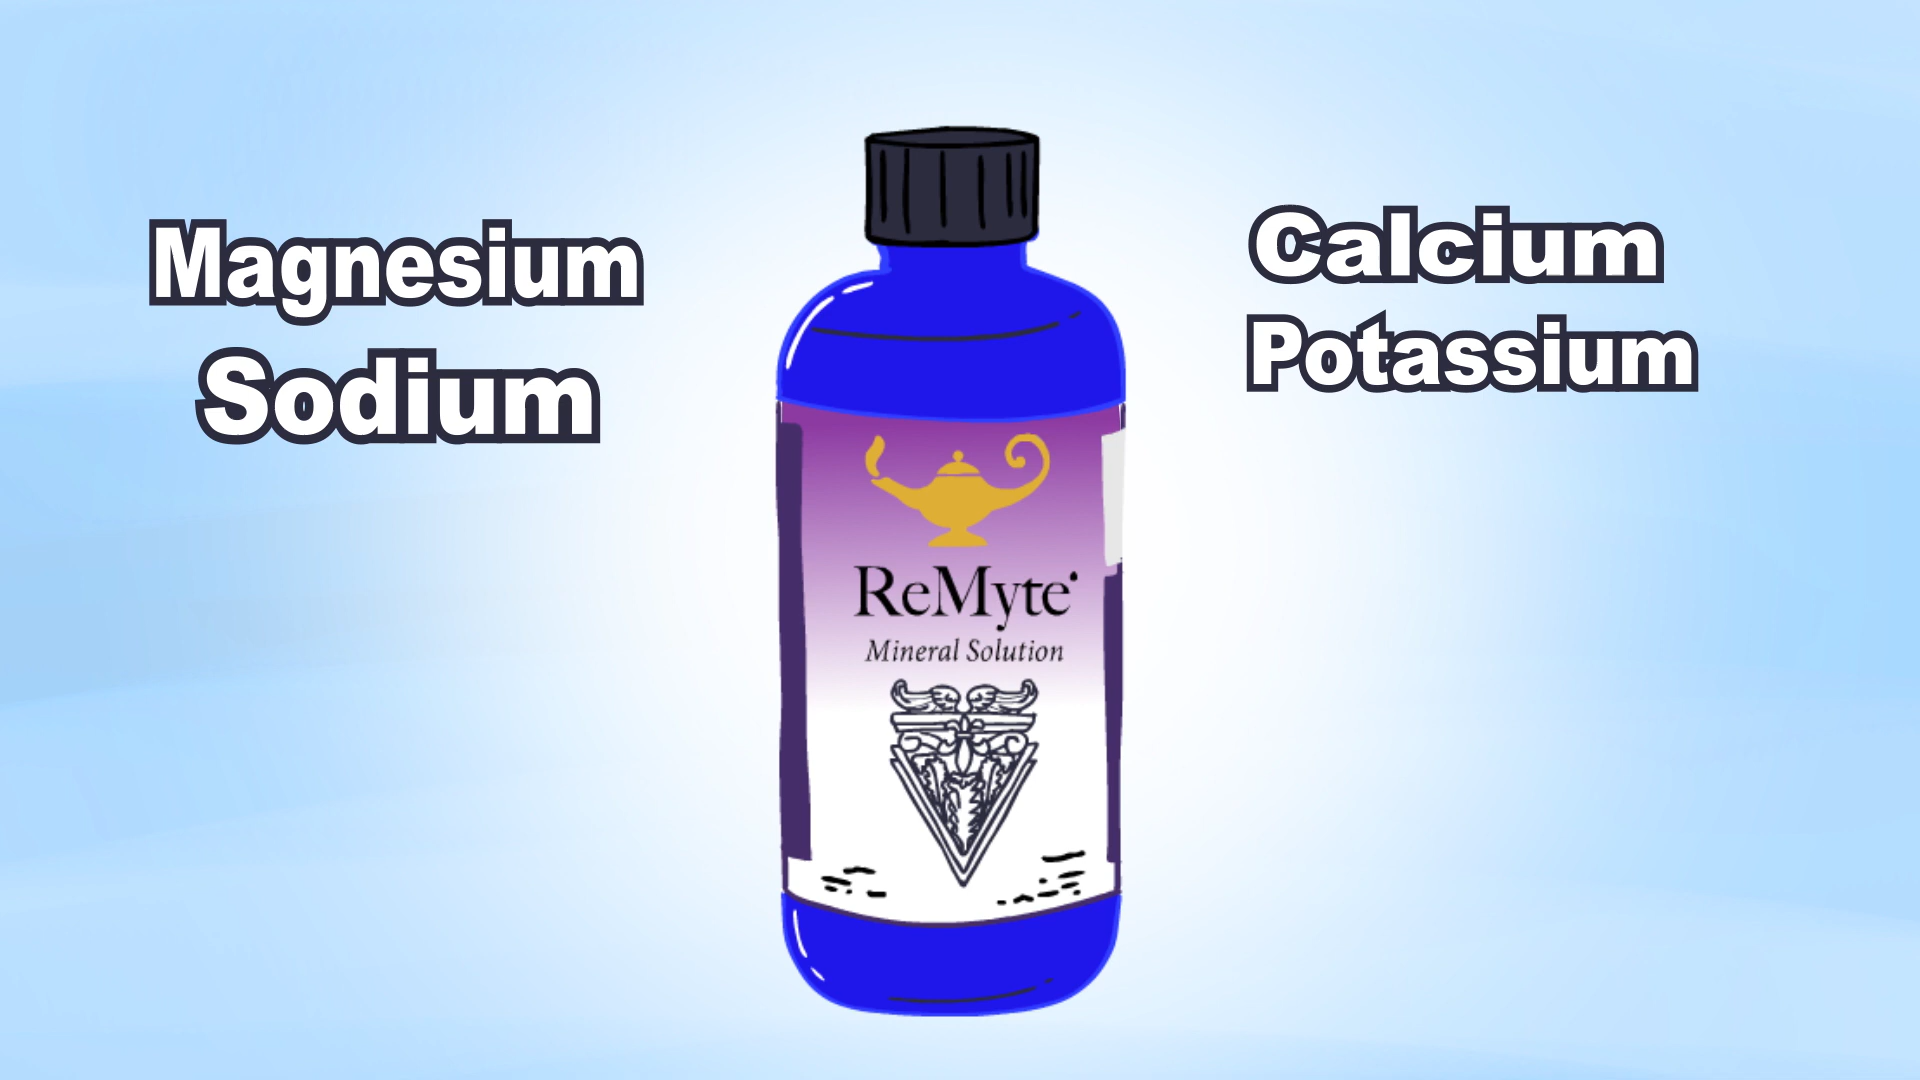 Magnesium
Sodium
Calcium
Potassium
ReMyte
Mineral Solution